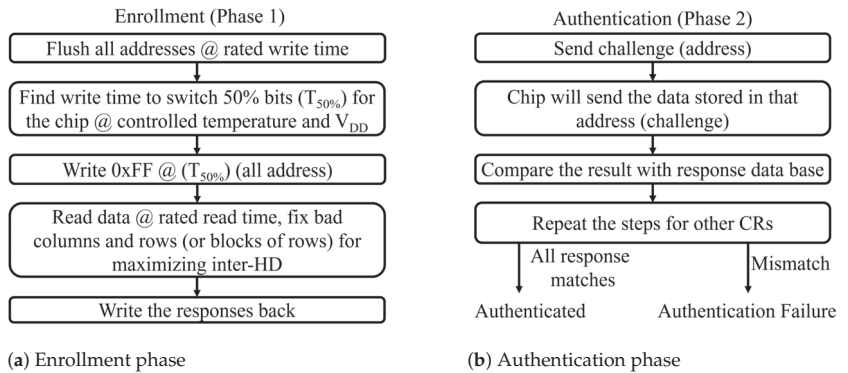 Enrollment (Phase 1)
Flush all addresses @ rated write time
Find write time to switch 50% bits (T50%) for
the chip @ controlled temperature and VDD
Write 0xFF @ (T50%) (all address)
Read data @ rated read time, fix bad
columns and rows (or blocks of rows) for
maximizing inter-HD
Write the responses back
(a) Enrollment phase
Authentication (Phase 2)
Send challenge (address)
Chip will send the data stored in that
address (challenge)
Compare the result with response data base
Repeat the steps for other CRs
All response
matches
Mismatch
Authenticated
Authentication Failure
(b) Authentication phase